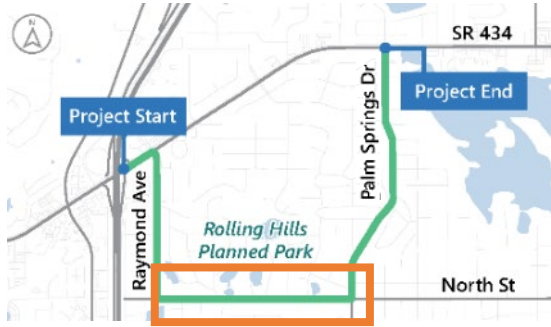 N
SR 434
Project Start
Project End
Palm Springs Dr
Raymond Ave
Rolling Hills
Planned Park
North St